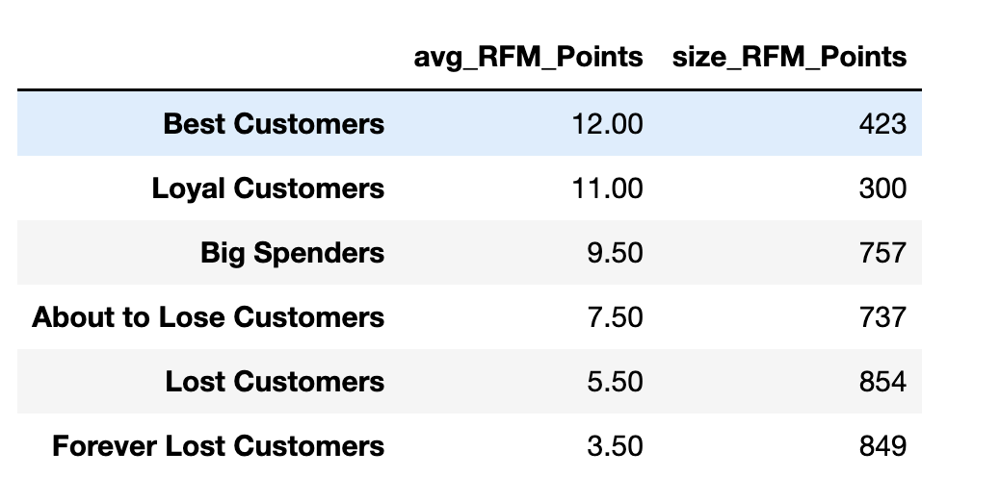 avg_RFM_Points size_RFM_Points
Best Customers 12.00 423
Loyal Customers 11.00 300
Big Spenders 9.50 757
About to Lose Customers 7.50 737
Lost Customers 5.50 854
Forever Lost Customers 3.50 849